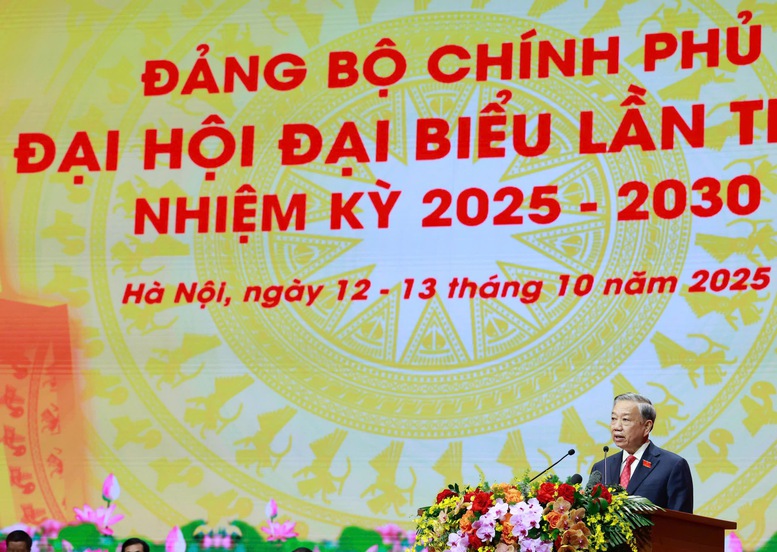 ĐẢNG BỘ CHÍNH PHỦ
ĐẠI HỘI ĐẠI BIỂU LẦN
NHIỆM KỲ 2025 - 2030
Hà Nội, ngày 12 - 13 tháng 10 năm 2025